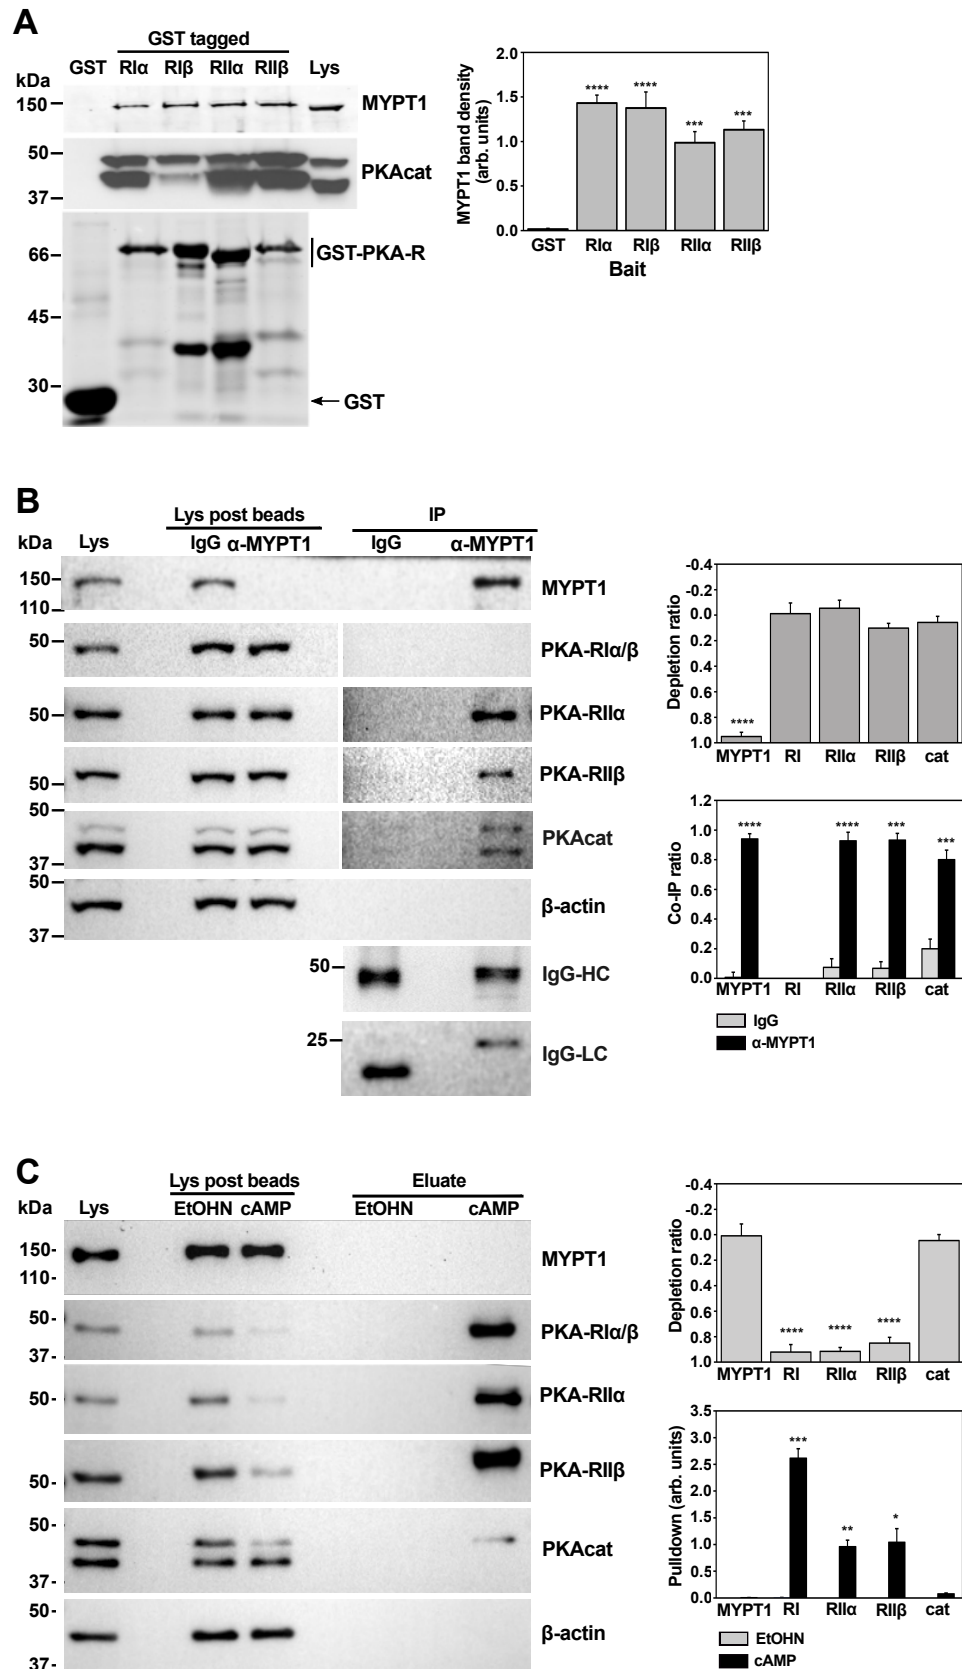 A
GST tagged
GST RIα RIβ RIIα RIIβ Lys
kDa
150
MYPT1
50
PKAcat
37
66
GST-PKA-R
45
30
GST
2.0
1.5
1.0
0.5
0.0
MYPT1 band density
(arb. units)
**** **** *** ***
GST RIα RIβ RIIα RIIβ
Bait
B
Lys post beads IP
kDa Lys IgG α-MYPT1 IgG α-MYPT1
150
110
MYPT1
50
PKA-RIα/β
50
PKA-RIIα
50
PKA-RIIβ
50
37
PKAcat
50
37
β-actin
50
IgG-HC
25
IgG-LC
-0.4
-0.2
0.0
0.2
0.4
0.6
0.8
1.0
Depletion ratio
****
MYPT1 RI RIIα RIIβ cat
1.2
1.0
0.8
0.6
0.4
0.2
0.0
Co-IP ratio
**** **** *** ***
MYPT1 RI RIIα RIIβ cat
IgG
α-MYPT1
C
Lys post beads Eluate
kDa Lys EtOHN cAMP EtOHN cAMP
150-
110-
MYPT1
50-
37-
PKA-RIα/β
50-
PKA-RIIα
50-
PKA-RIIβ
50-
37-
PKAcat
50-
37-
β-actin
-0.4
-0.2
0.0
0.2
0.4
0.6
0.8
1.0
Depletion ratio
**** **** ****
MYPT1 RI RIIα RIIβ cat
3.5
3.0
2.5
2.0
1.5
1.0
0.5
0.0
Pulldown (arb. units)
*** ** *
MYPT1 RI RIIα RIIβ cat
EtOHN
cAMP